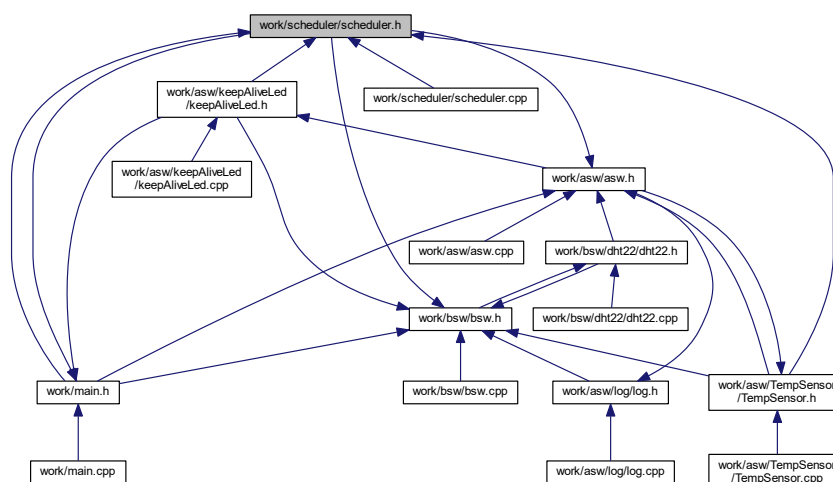 work/scheduler/scheduler.h
work/asw/keepAliveLed
/keepAliveLed.h
work/scheduler/scheduler.cpp
work/asw/keepAliveLed
/keepAliveLed.cpp
work/asw/asw.h
work/asw/asw.cpp
work/bsw/dht22/dht22.h
work/bsw/bsw.h
work/bsw/dht22/dht22.cpp
work/main.h
work/bsw/bsw.cpp
work/asw/log/log.h
work/asw/TempSensor
/TempSensor.h
work/main.cpp
work/asw/log/log.cpp
work/asw/TempSensor
/TempSensor.cpp